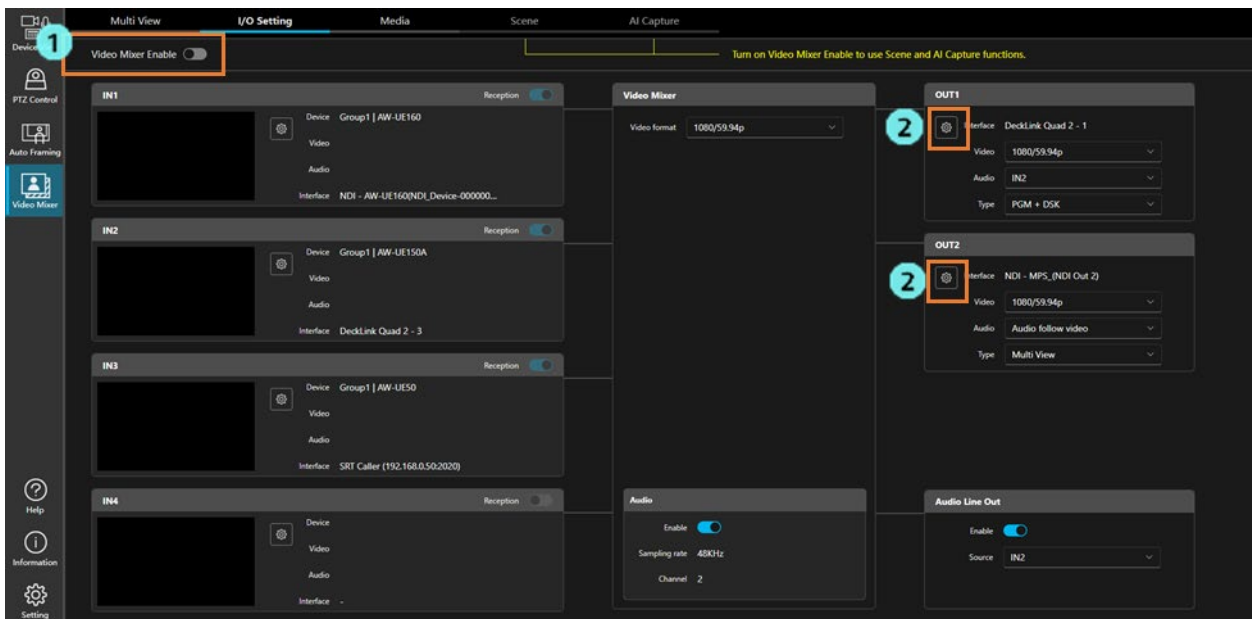 Multi View
I/O Setting
Media
Scene
AI Capture
1
Video Mixer Enable
Turn on Video Mixer Enable to use Scene and AI Capture functions.
PTZ Control
Auto Framing
Video Mixer
Help
Information
Setting
IN1
Reception
Device Group1 | AW-UE160
Video
Audio
Interface NDI - AW-UE160(NDI_Device-000000...
IN2
Reception
Device Group1 | AW-UE150A
Video
Audio
Interface DeckLink Quad 2 - 3
IN3
Reception
Device Group1 | AW-UE50
Video
Audio
Interface SRT Caller (192.168.0.50:2020)
IN4
Reception
Device
Video
Audio
Interface -
Video Mixer
Video format 1080/59.94p
Audio
Enable
Sampling rate 48KHz
Channel 2
OUT1
2
DeckLink Quad 2 - 1
Video 1080/59.94p
Audio IN2
Type PGM + DSK
OUT2
2
NDI - MPS_(NDI Out 2)
Video 1080/59.94p
Audio Audio follow video
Type Multi View
Audio Line Out
Enable
Source IN2